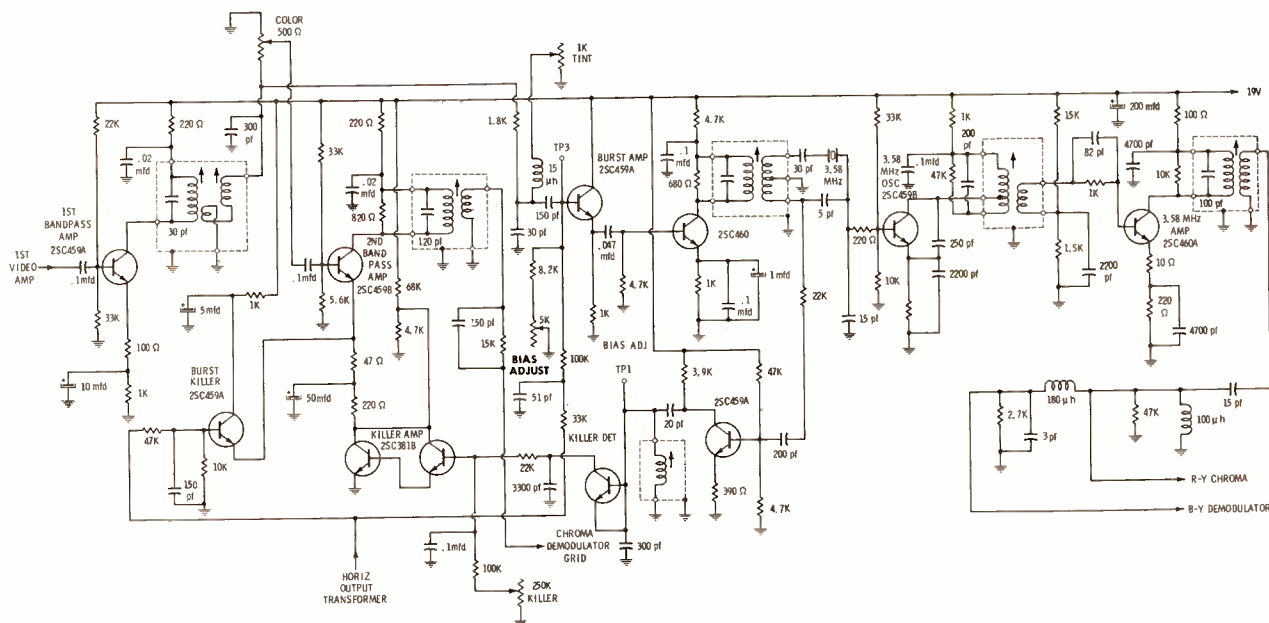 COLOR
500 Ω
1K
TINT
19V
22K
220 Ω
300
pf
.02
mfd
33K
220 Ω
1.8K
TP3
BURST AMP
2SC459A
4.7K
.1
mfd
680 Ω
30 pf
3.58
MHz
33K
3.58
MHz
OSC
2SC459B
.1mfd
1K
200
pf
47K
15K
82 pf
1K
200 mfd
4700
pf
100 Ω
10K
100 pf
1ST
BANDPASS
AMP
2SC459A
30 pf
.02
mfd
820 Ω
2ND
BAND
PASS
AMP
2SC459B
120 pf
15
μh
150 pf
30 pf
.047
mfd
2SC460
5 pf
220 Ω
250 pf
2200 pf
3.58 MHz
AMP
2SC460A
10 Ω
1ST
VIDEO
AMP
.1mfd
.1mfd
5.6K
68K
8.2K
4.7K
1K
1 mfd
.1
mfd
22K
10K
1.5K
2200
pf
220
Ω
4700
pf
33K
5 mfd
1K
4.7K
150 pf
15K
5K
BIAS
ADJUST
1K
BIAS ADJ
15 pf
100 Ω
10 mfd
1K
BURST
KILLER
2SC459A
47 Ω
50mfd
220 Ω
100K
51 pf
33K
TP1
3.9K
47K
20 pf
2SC459A
200 pf
180μ h
15 pf
2.7K
3 pf
47K
100μ h
47K
150
pf
10K
KILLER AMP
2SC381B
KILLER DET
22K
3300 pf
390 Ω
4.7K
R-Y CHROMA
B-Y DEMODULATOR
.1mfd
CHROMA
DEMODULATOR
GRID
300 pf
HORIZ
OUTPUT
TRANSFORMER
100K
250K
KILLER